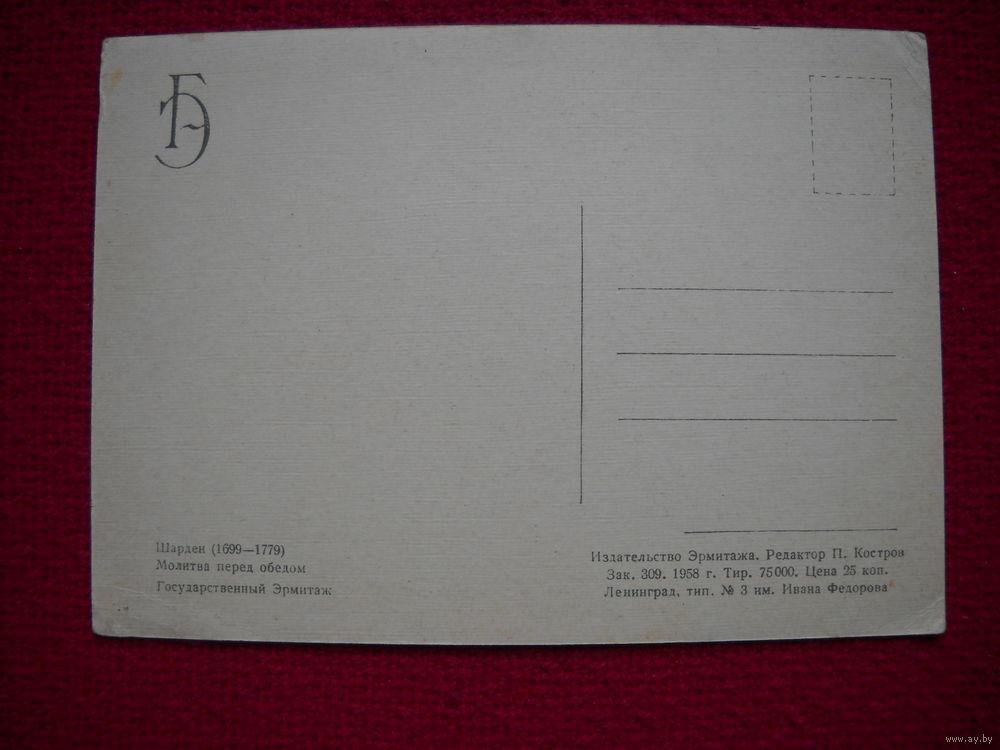 Шарден (1699—1779)
Молитва перед обедом
Государственный Эрмитаж
Издательство Эрмитажа. Редактор П. Костров
Зак. 309. 1958 г. Тир. 75000. Цена 25 коп.
Ленинград, тип. № 3 им. Ивана Федорова
www.ay.by